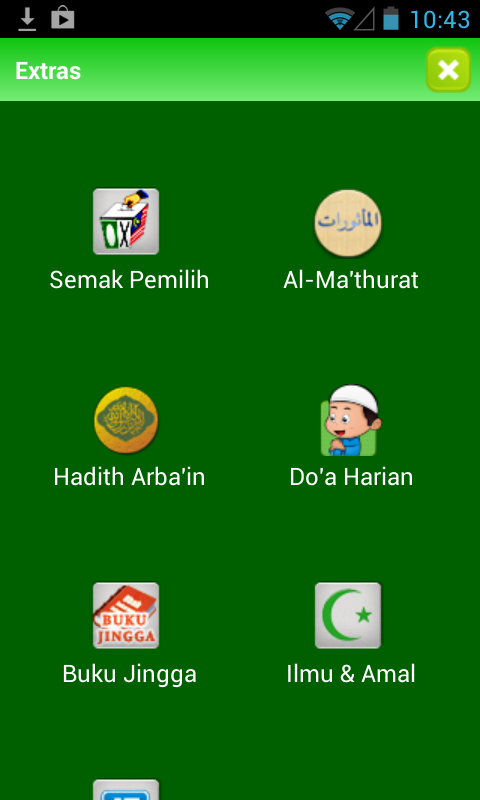 10:43
Extras
Semak Pemilih
المأثورات
Al-Ma'thurat
Hadith Arba'in
Do'a Harian
BUKU
JINGGA
Buku Jingga
Ilmu & Amal